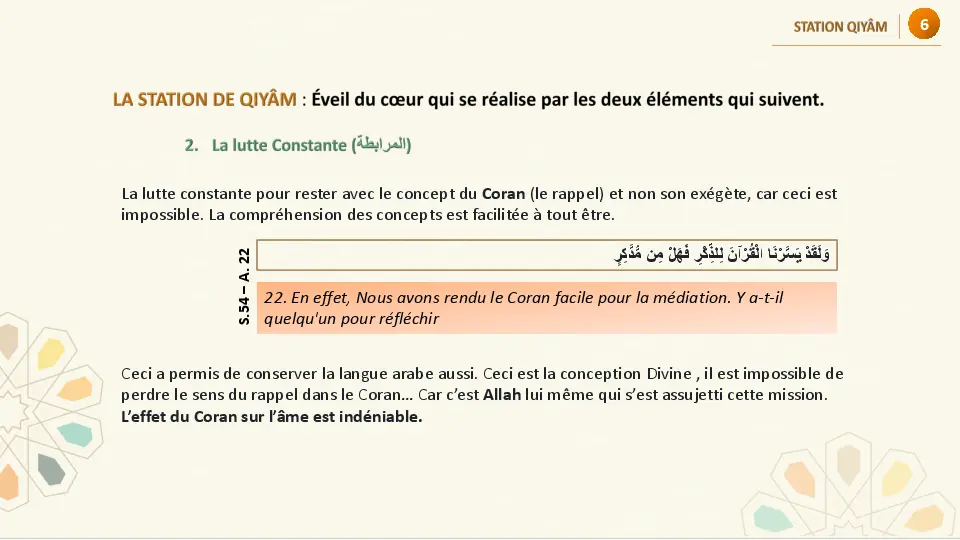 STATION QIYÂM
6
LA STATION DE QIYÂM : Éveil du cœur qui se réalise par les deux éléments qui suivent.
2. La lutte Constante (المرابطة)
La lutte constante pour rester avec le concept du Coran (le rappel) et non son exégète, car ceci est
impossible. La compréhension des concepts est facilitée à tout être.
S.54 – A. 22
وَلَقَدْ يَسَّرْنَا الْقُرْآنَ لِلذِّكْرِ فَهَلْ مِن مُّدَّكِرٍ
22. En effet, Nous avons rendu le Coran facile pour la médiation. Y a-t-il
quelqu'un pour réfléchir
Ceci a permis de conserver la langue arabe aussi. Ceci est la conception Divine , il est impossible de
perdre le sens du rappel dans le Coran… Car c’est Allah lui même qui s’est assujetti cette mission.
L’effet du Coran sur l’âme est indéniable.